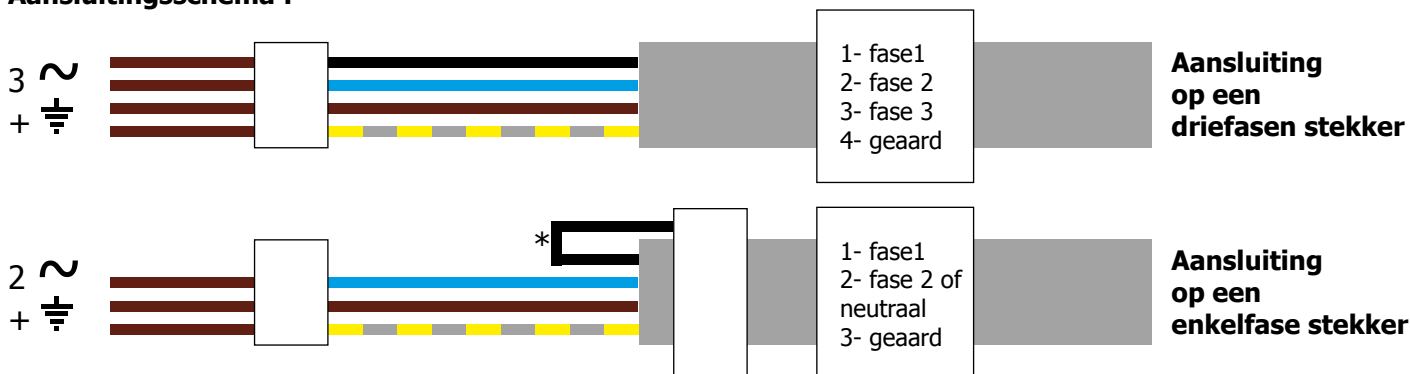 3 ~
+
1- fase1
2- fase 2
3- fase 3
4- geaard
Aansluiting
op een
driefasen stekker
*
2 ~
+
1- fase1
2- fase 2 of
neutraal
3- geaard
Aansluiting
op een
enkelfase stekker